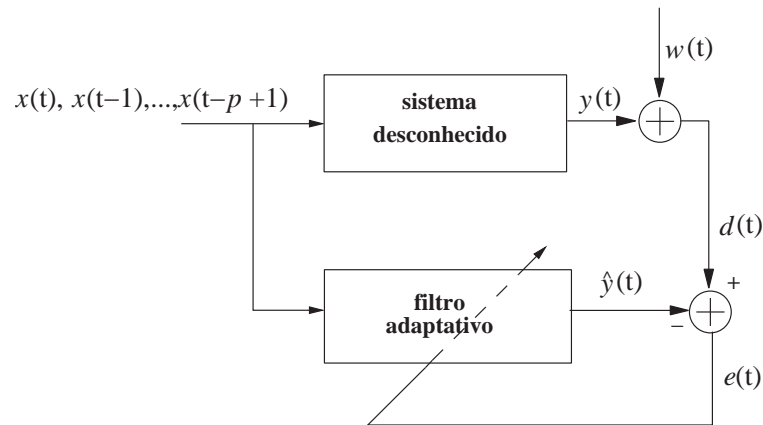 w(t)
x(t), x(t−1),...,x(t−p +1)
sistema
desconhecido
y(t)
+
d(t)
filtro
adaptativo
ŷ(t)
+
−
+
e(t)